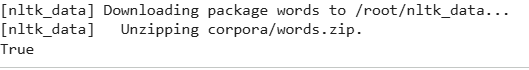 [nltk_data] Downloading package words to /root/nltk_data...
[nltk_data]   Unzipping corpora/words.zip.
True